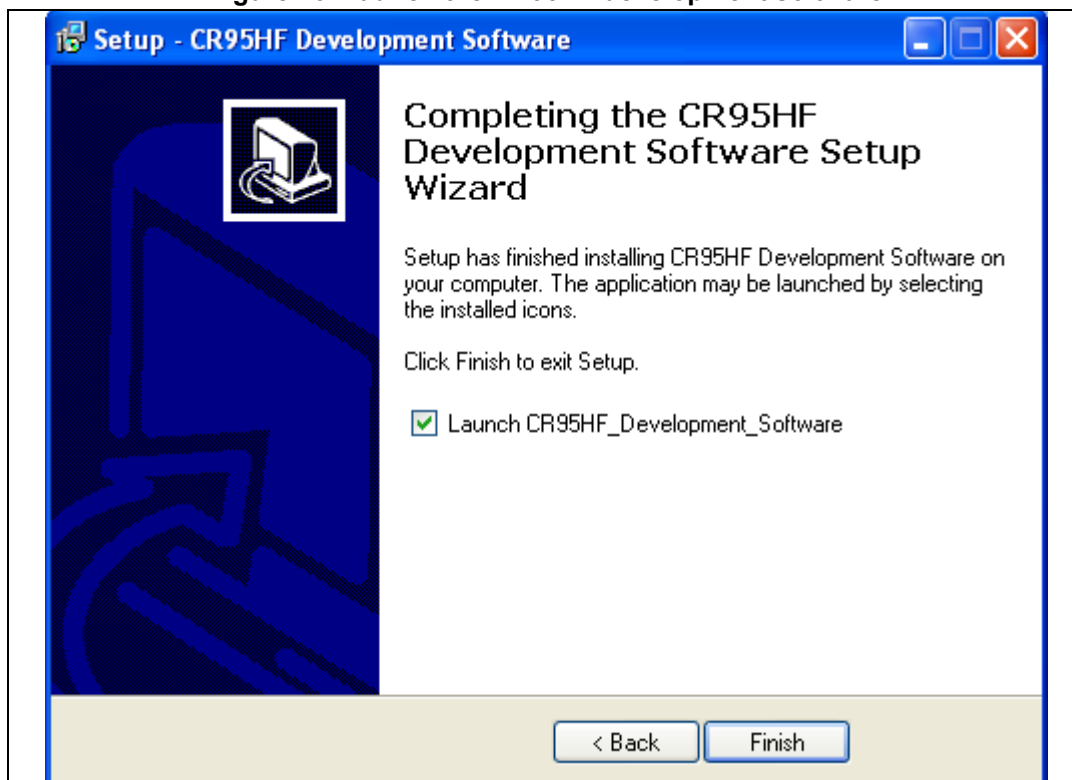 Setup - CR95HF Development Software
Completing the CR95HF
Development Software Setup
Wizard
Setup has finished installing CR95HF Development Software on
your computer. The application may be launched by selecting
the installed icons.
Click Finish to exit Setup.
Launch CR95HF_Development_Software
< Back
Finish